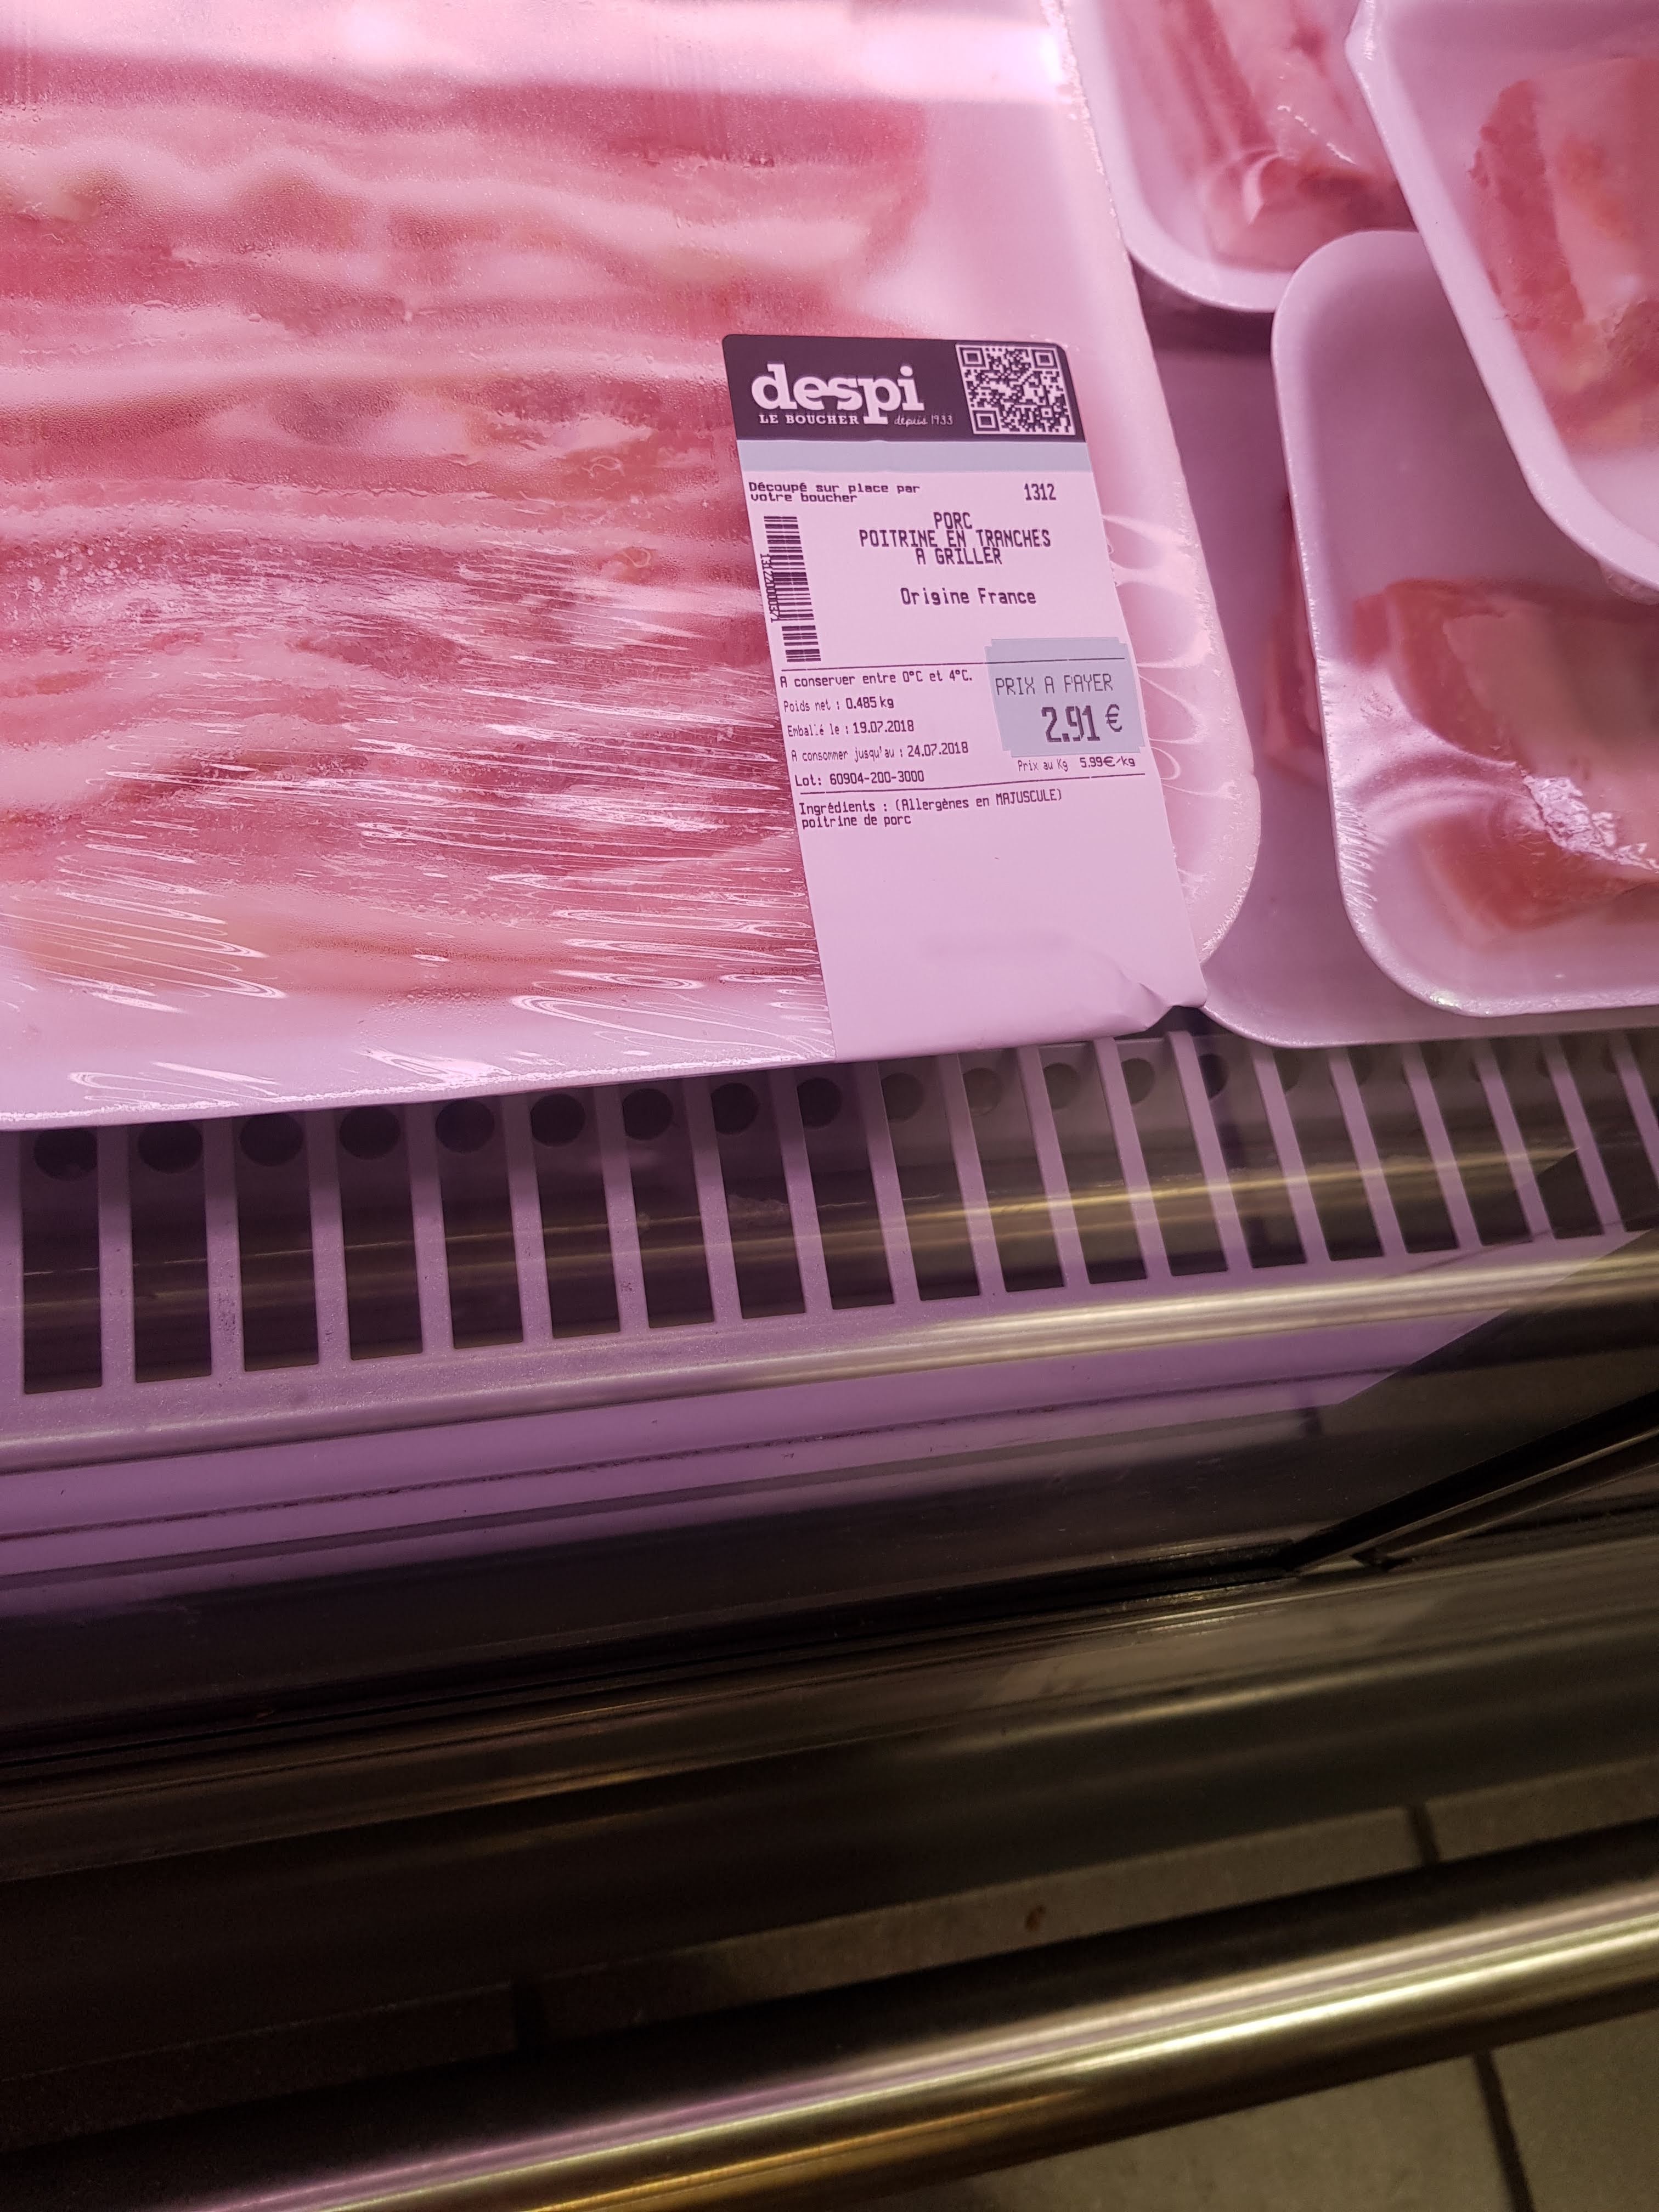 despi
LE BOUCHER depuis 1933
Découpé sur place par
votre boucher
1312
PORC
POITRINE EN TRANCHES
A GRILLER
Origine France
A conserver entre 0°C et 4°C.
Poids net : 0.485 kg
Emballé le : 19.07.2018
A consommer jusqu'au : 24.07.2018
Lot: 60904-200-3000
PRIX A PAYER
2.91 €
Prix au Kg 5.99€/kg
Ingrédients : (Allergènes en MAJUSCULE)
poitrine de porc